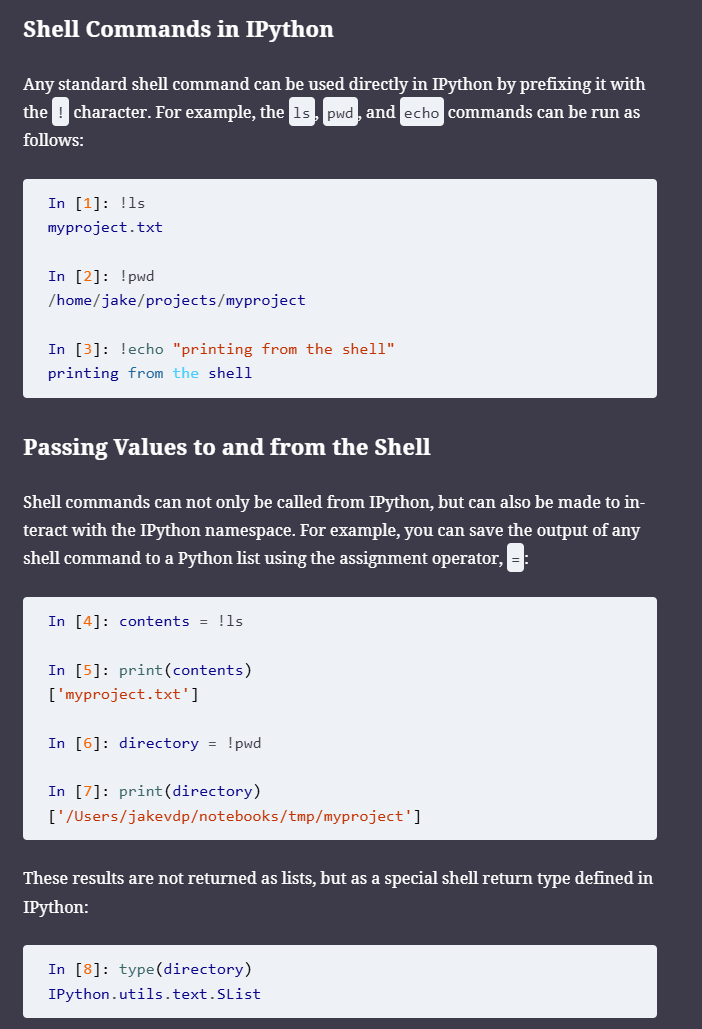 Shell Commands in IPython
Any standard shell command can be used directly in IPython by prefixing it with
the ! character. For example, the ls, pwd, and echo commands can be run as
follows:
In [1]: !ls
myproject.txt
In [2]: !pwd
/home/jake/projects/myproject
In [3]: !echo "printing from the shell"
printing from the shell
Passing Values to and from the Shell
Shell commands can not only be called from IPython, but can also be made to in-
teract with the IPython namespace. For example, you can save the output of any
shell command to a Python list using the assignment operator, =:
In [4]: contents = !ls
In [5]: print(contents)
['myproject.txt']
In [6]: directory = !pwd
In [7]: print(directory)
['/Users/jakevdp/notebooks/tmp/myproject']
These results are not returned as lists, but as a special shell return type defined in
IPython:
In [8]: type(directory)
IPython.utils.text.SList